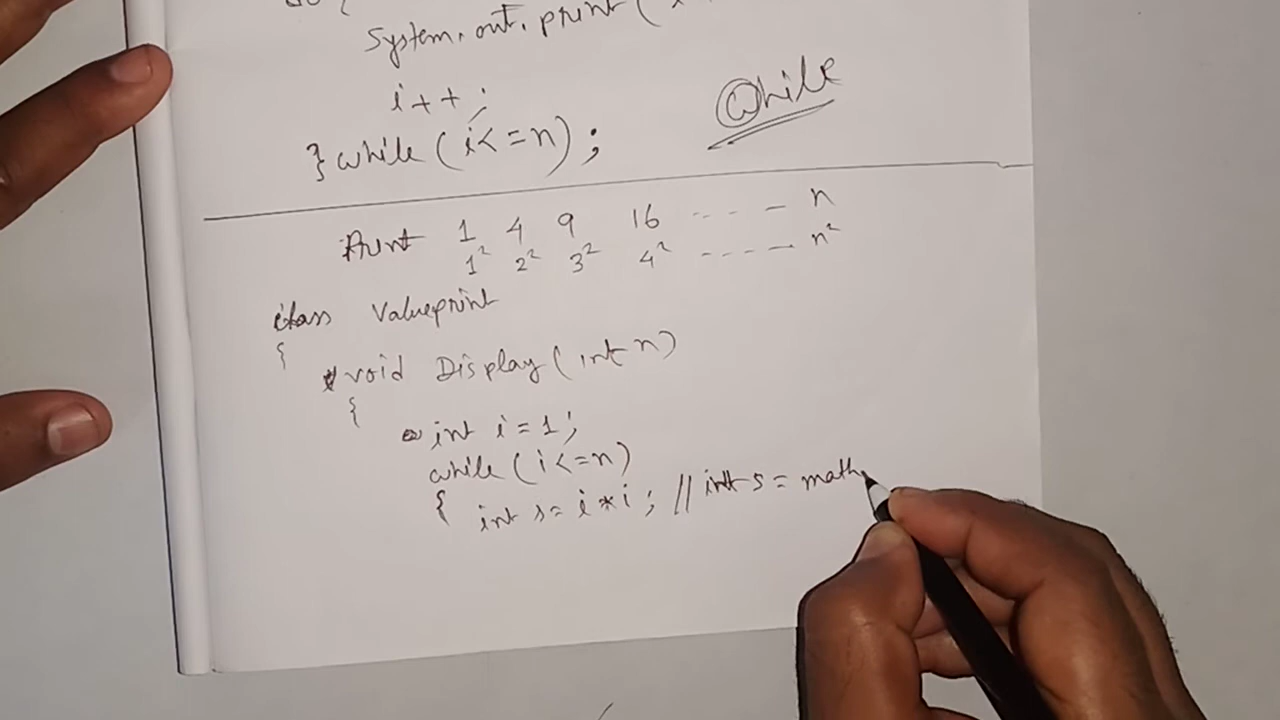 do {
System.out.print(
i++;
} while (i<=n);
While
Print 1 4 9 16 ---- n
1² 2² 3² 4² ---- n²
class Valueprint
{
void Display(int n)
{
int i=1;
while (i<=n)
{ int s=i*i; // int s = math.